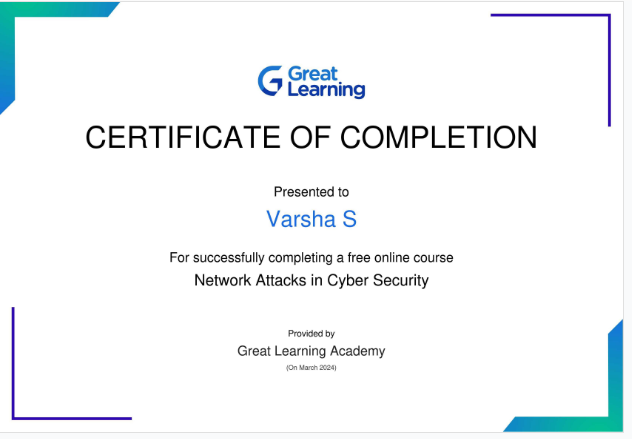 Great
Learning
CERTIFICATE OF COMPLETION
Presented to
Varsha S
For successfully completing a free online course
Network Attacks in Cyber Security
Provided by
Great Learning Academy
(On March 2024)